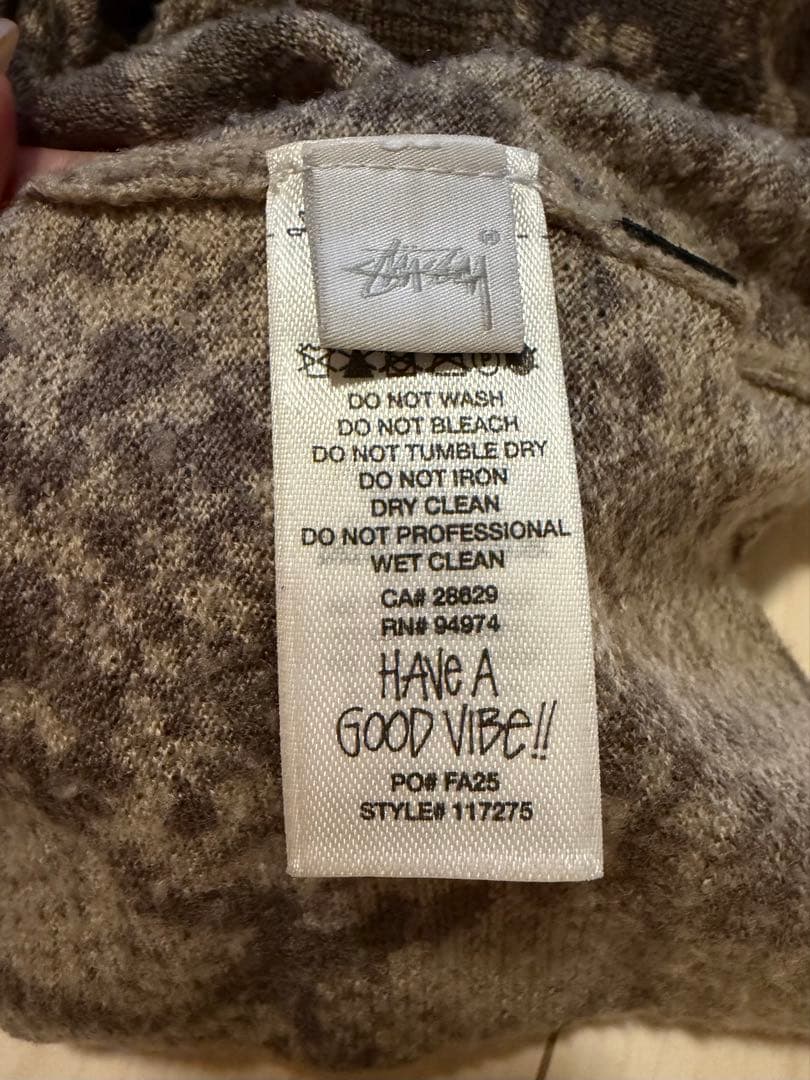 Stüssy®
DO NOT WASH
DO NOT BLEACH
DO NOT TUMBLE DRY
DO NOT IRON
DRY CLEAN
DO NOT PROFESSIONAL
WET CLEAN
CA# 28629
RN# 94974
HAVE A
GOOD VIBE!!
PO# FA25
STYLE# 117275